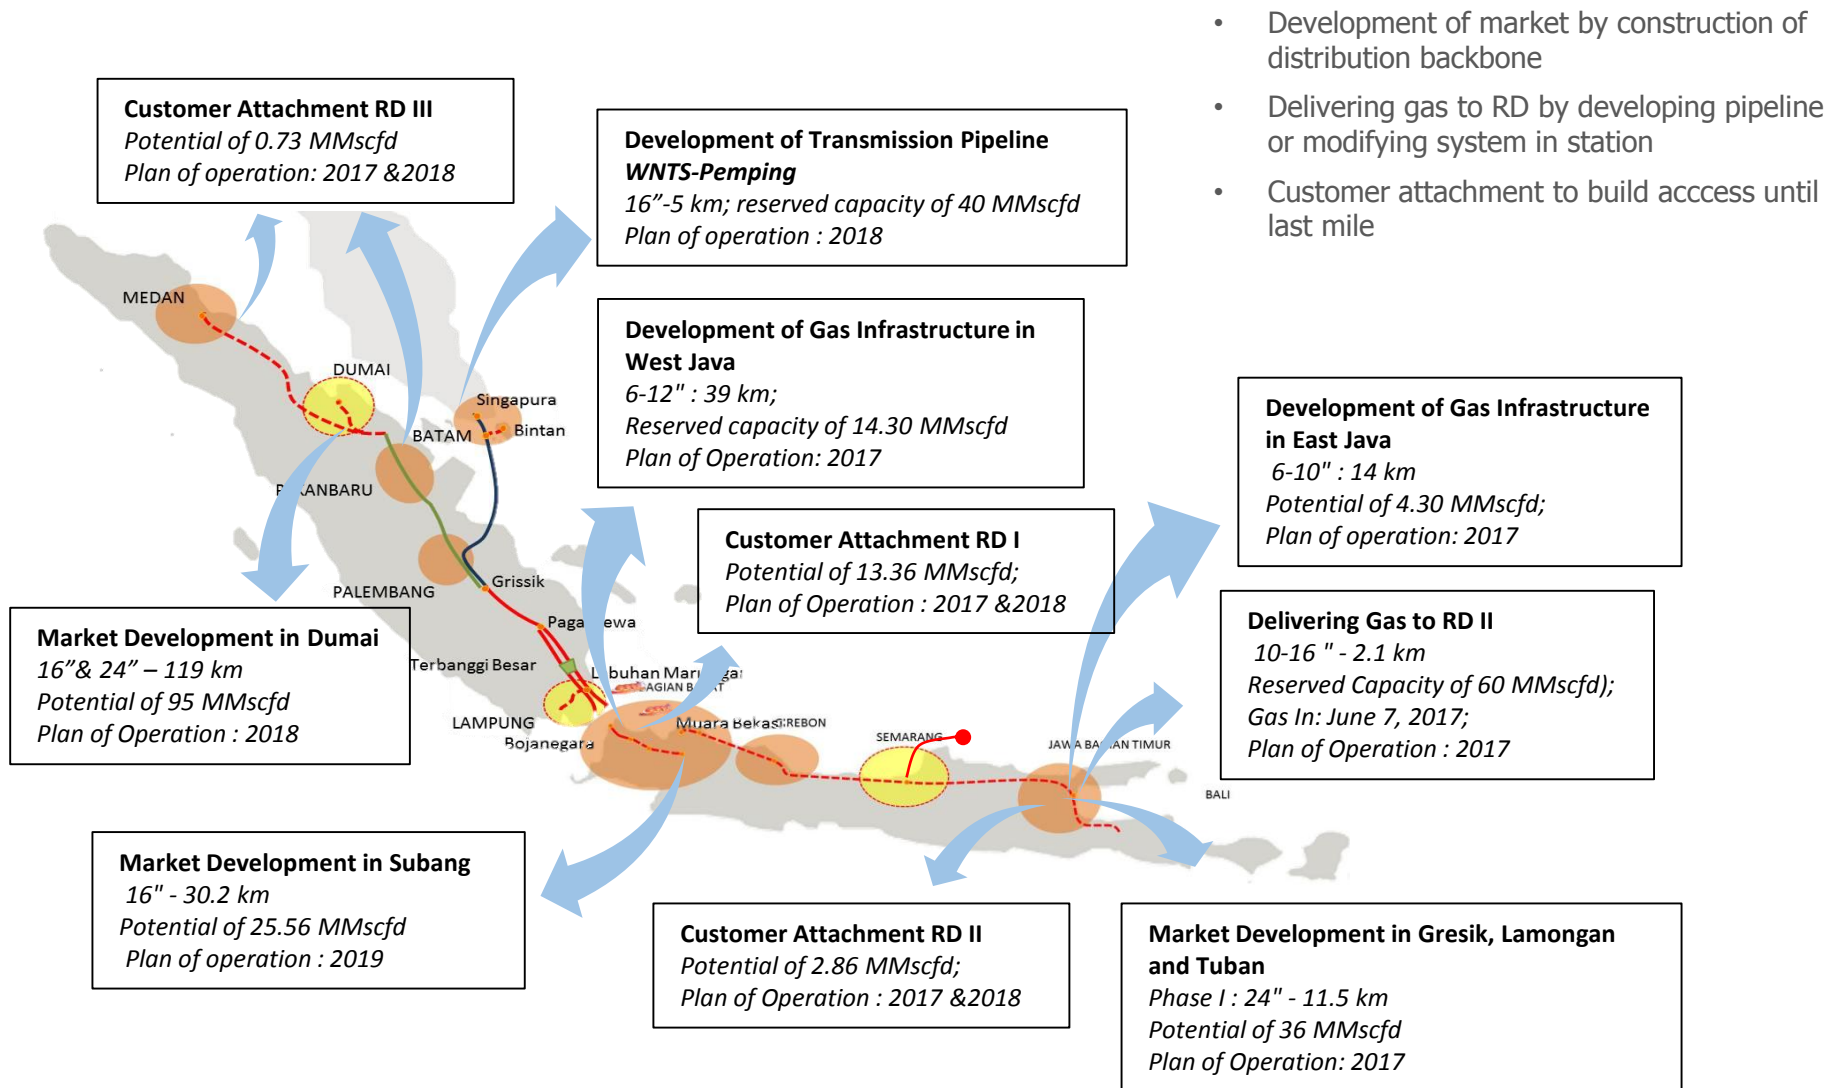 • Development of market by construction of
distribution backbone
• Delivering gas to RD by developing pipeline
or modifying system in station
• Customer attachment to build acccess until
last mile
Customer Attachment RD III
Potential of 0.73 MMscfd
Plan of operation: 2017 &2018
Development of Transmission Pipeline
WNTS-Pemping
16”-5 km; reserved capacity of 40 MMscfd
Plan of operation : 2018
Development of Gas Infrastructure in
West Java
6-12" : 39 km;
Reserved capacity of 14.30 MMscfd
Plan of Operation: 2017
Development of Gas Infrastructure
in East Java
6-10" : 14 km
Potential of 4.30 MMscfd;
Plan of operation: 2017
Customer Attachment RD I
Potential of 13.36 MMscfd;
Plan of Operation : 2017 &2018
Delivering Gas to RD II
10-16 " - 2.1 km
Reserved Capacity of 60 MMscfd);
Gas In: June 7, 2017;
Plan of Operation : 2017
Market Development in Dumai
16”& 24” – 119 km
Potential of 95 MMscfd
Plan of Operation : 2018
Market Development in Subang
16" - 30.2 km
Potential of 25.56 MMscfd
Plan of operation : 2019
Customer Attachment RD II
Potential of 2.86 MMscfd;
Plan of Operation : 2017 &2018
Market Development in Gresik, Lamongan
and Tuban
Phase I : 24" - 11.5 km
Potential of 36 MMscfd
Plan of Operation: 2017
MEDAN
DUMAI
Singapura
BATAM
Bintan
PALEMBANG
Grissik
Terbanggi Besar
LAMPUNG
Bojanegara
Muara
SEMARANG
JAWA BAGIAN TIMUR
BALI